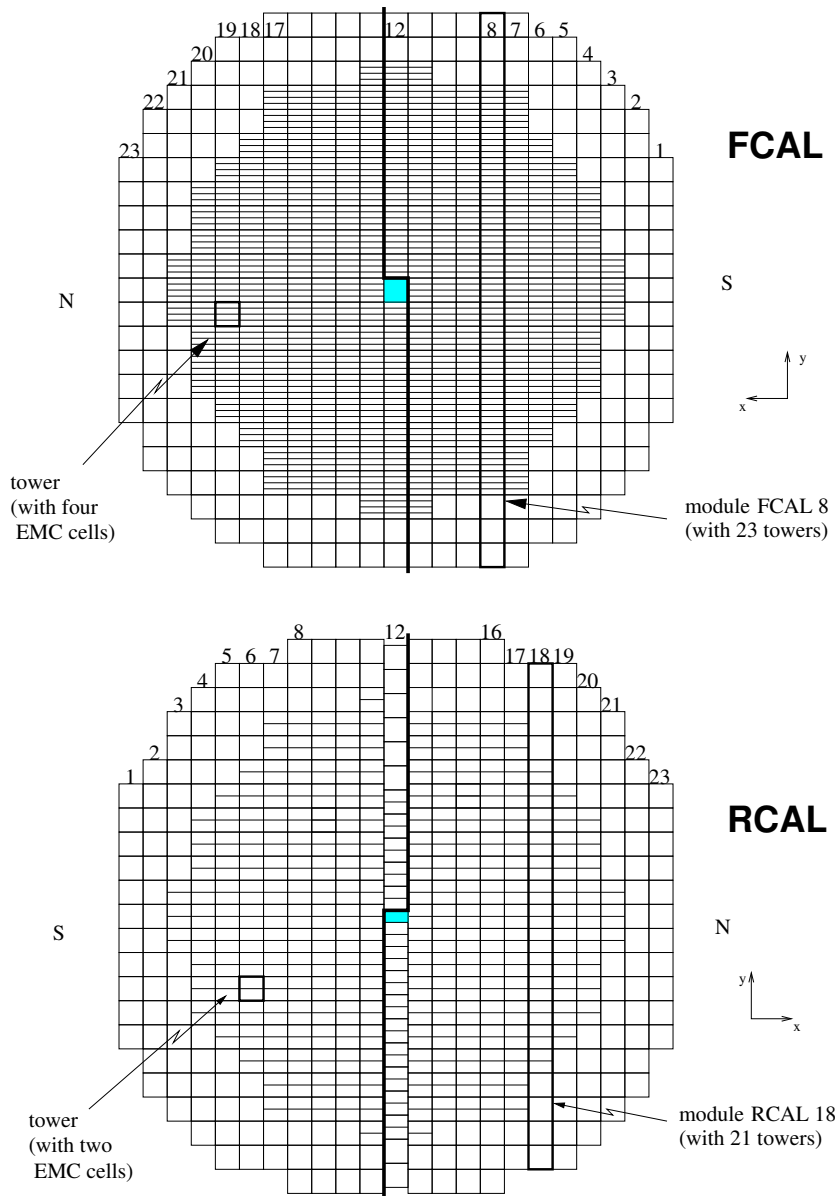 12
8
7
19
18
17
6
5
20
4
21
3
22
2
23
1
FCAL
N
S
y
x
tower
(with four
EMC cells)
module FCAL 8
(with 23 towers)
8
12
16
5
6
7
17
18
19
4
20
3
21
2
22
1
23
RCAL
S
N
y
x
tower
(with two
EMC cells)
module RCAL 18
(with 21 towers)